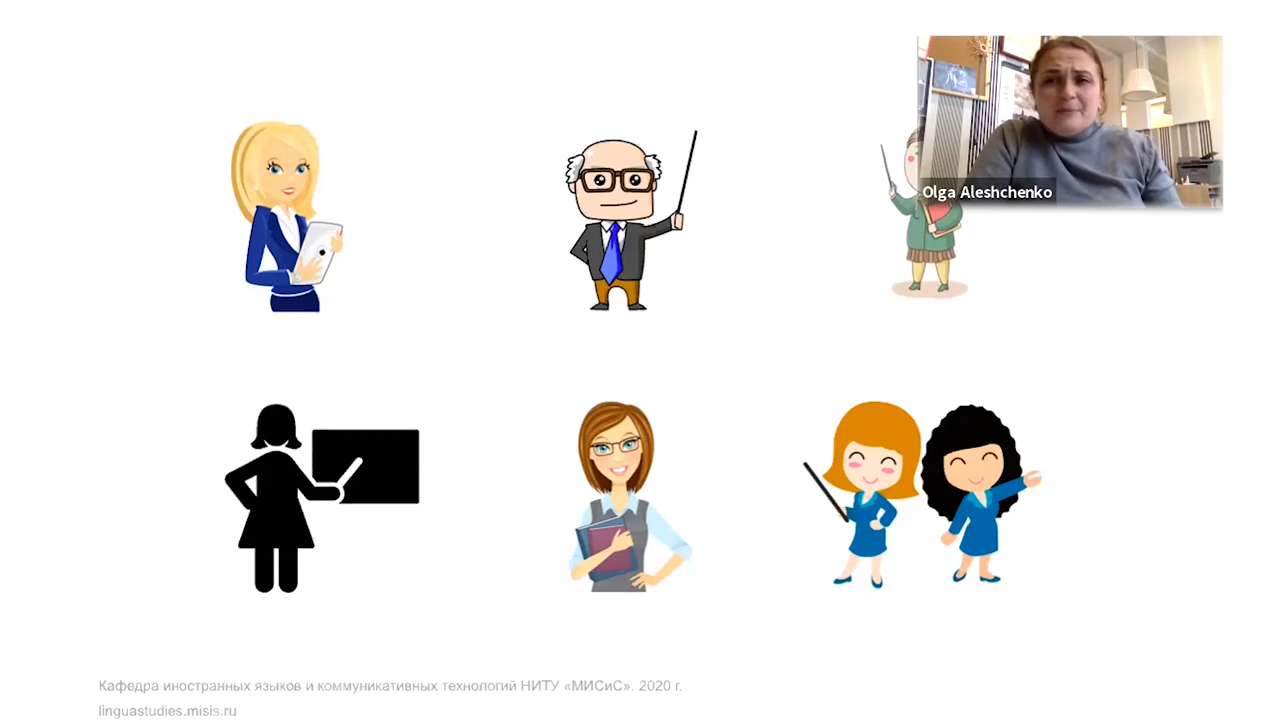 Olga Aleshchenko
Кафедра иностранных языков и коммуникативных технологий НИТУ «МИСиС». 2020 г.
linguastudies.misis.ru